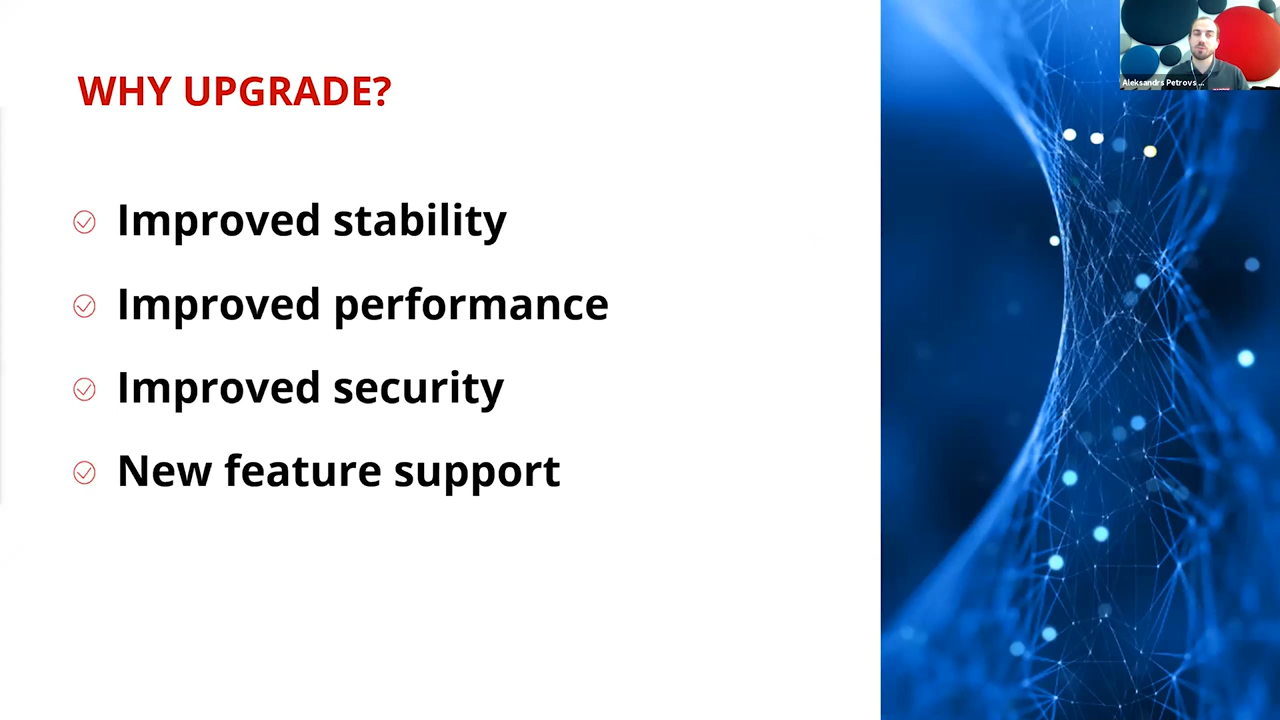 WHY UPGRADE?
Improved stability
Improved performance
Improved security
New feature support
Aleksandrs Petrovs...